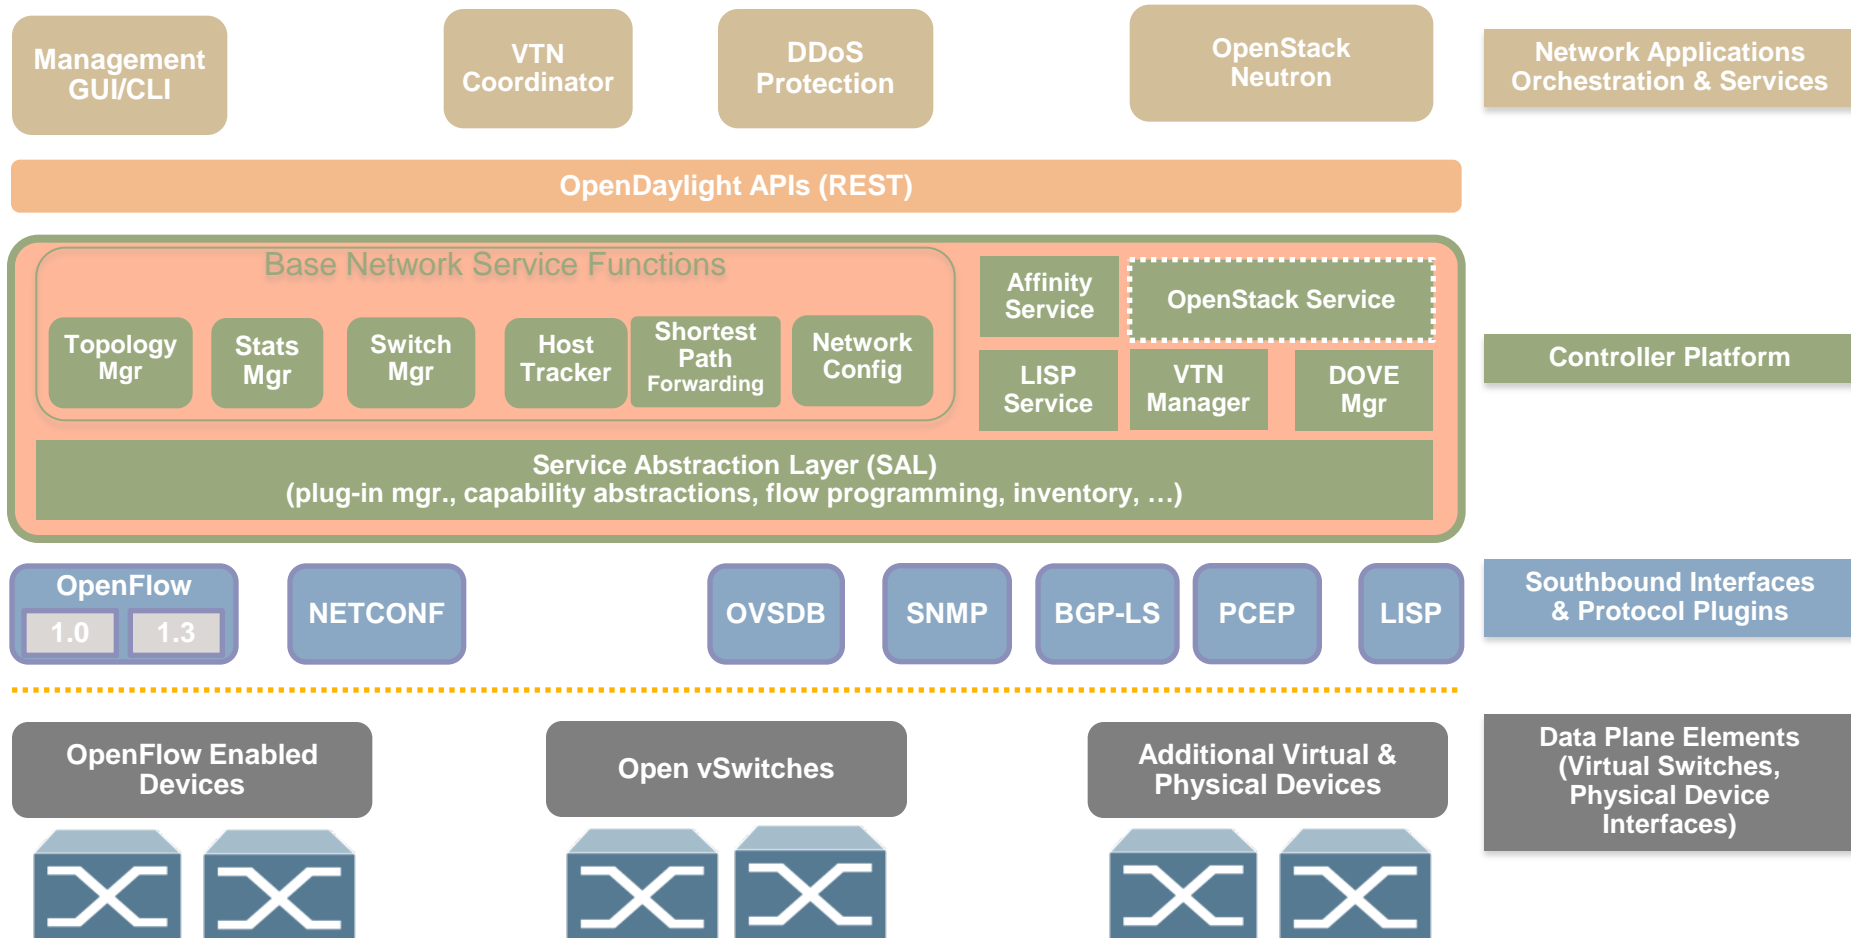 Management
GUI/CLI
VTN
Coordinator
DDoS
Protection
OpenStack
Neutron
Network Applications
Orchestration & Services
OpenDaylight APIs (REST)
Base Network Service Functions
Topology
Mgr
Stats
Mgr
Switch
Mgr
Host
Tracker
Shortest
Path
Forwarding
Network
Config
Affinity
Service
OpenStack Service
LISP
Service
VTN
Manager
DOVE
Mgr
Controller Platform
Service Abstraction Layer (SAL)
(plug-in mgr., capability abstractions, flow programming, inventory, …)
OpenFlow
1.0
1.3
NETCONF
OVSDB
SNMP
BGP-LS
PCEP
LISP
Southbound Interfaces
& Protocol Plugins
OpenFlow Enabled
Devices
Open vSwitches
Additional Virtual &
Physical Devices
Data Plane Elements
(Virtual Switches,
Physical Device
Interfaces)